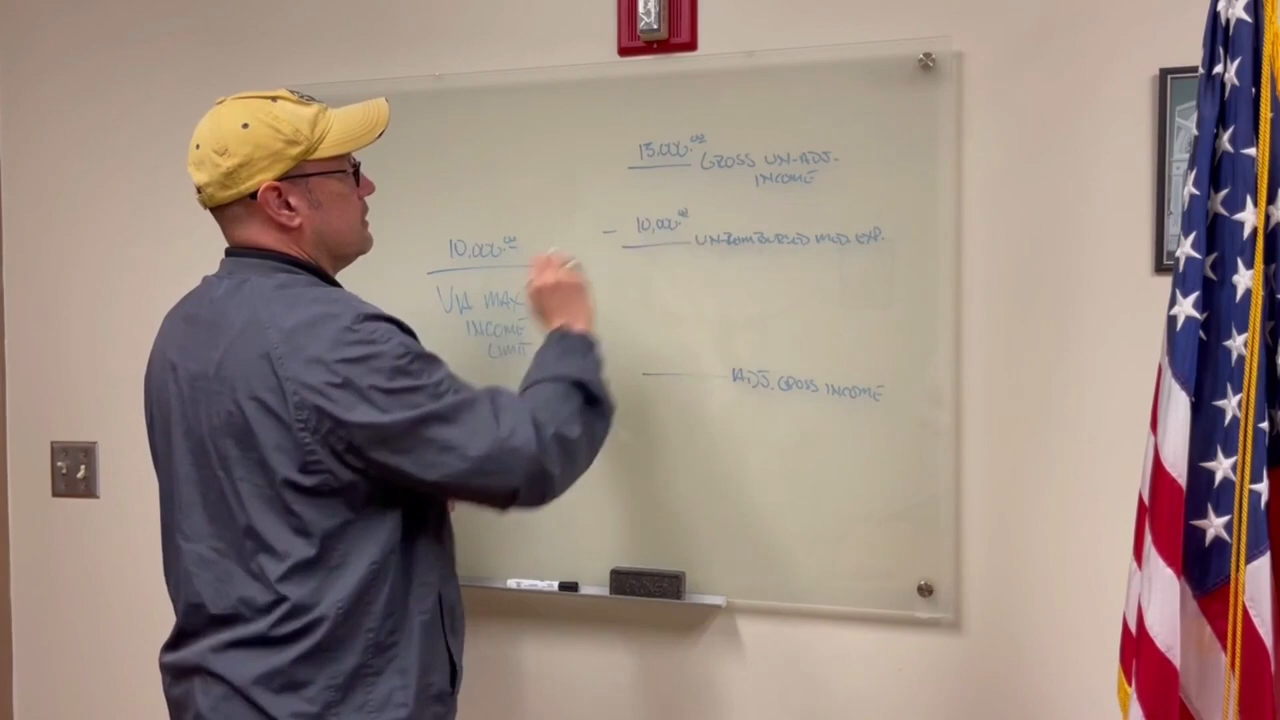 15.000.00 GROSS UN-ADJ.
INCOME
- 10,000.00 UN-REIMBURSED MED. EXP.
10.000.00
VA MAX
INCOME
LIMIT
ADJ. GROSS INCOME